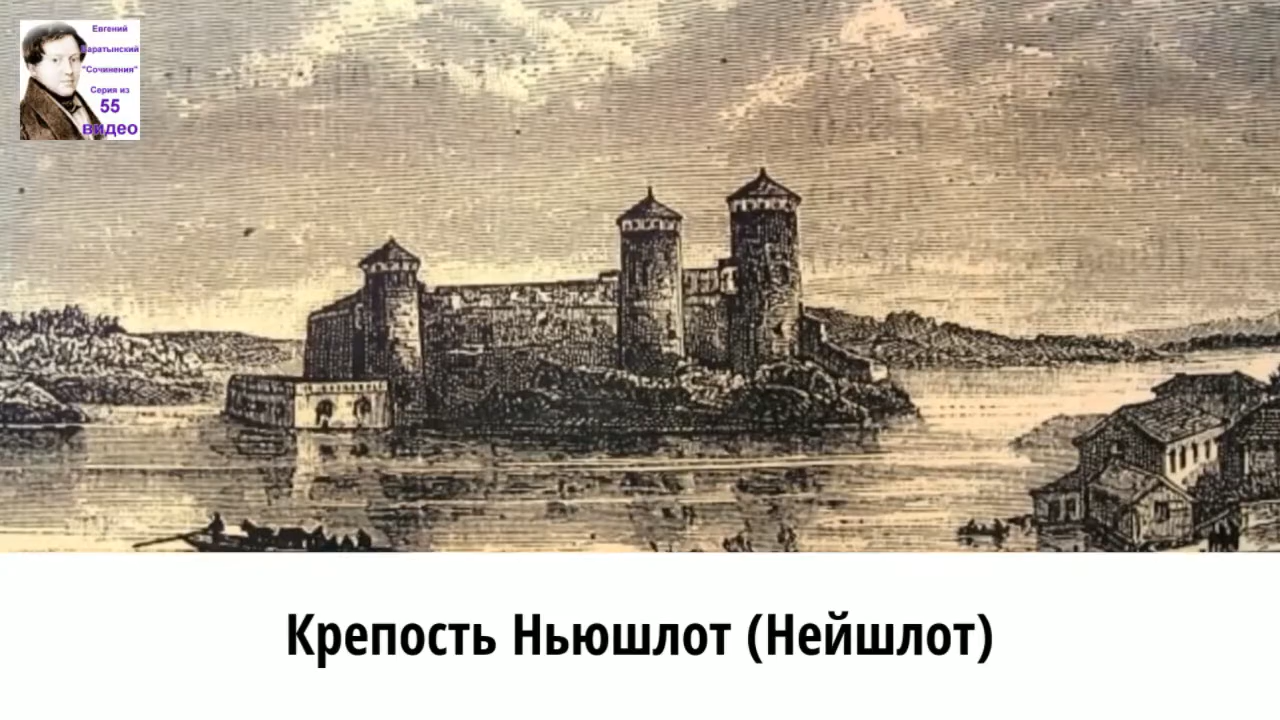 Евгений
Баратынский
"Сочинения"
Серия из
55
видео
Крепость Ньюшлот (Нейшлот)